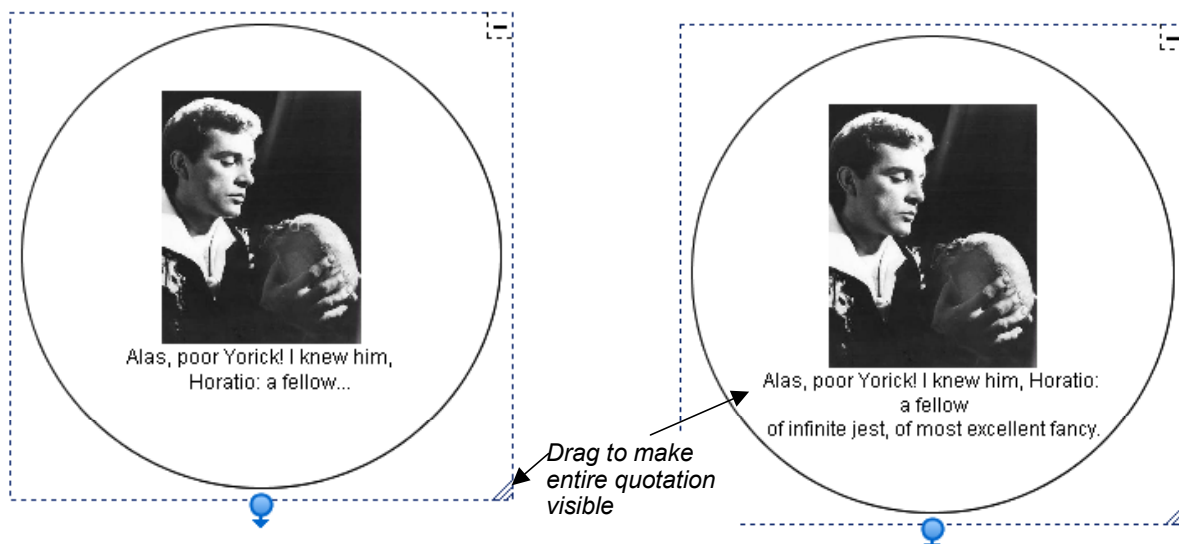 Alas, poor Yorick! I knew him,
Horatio: a fellow...
Alas, poor Yorick! I knew him, Horatio:
a fellow
of infinite jest, of most excellent fancy.
Drag to make
entire quotation
visible